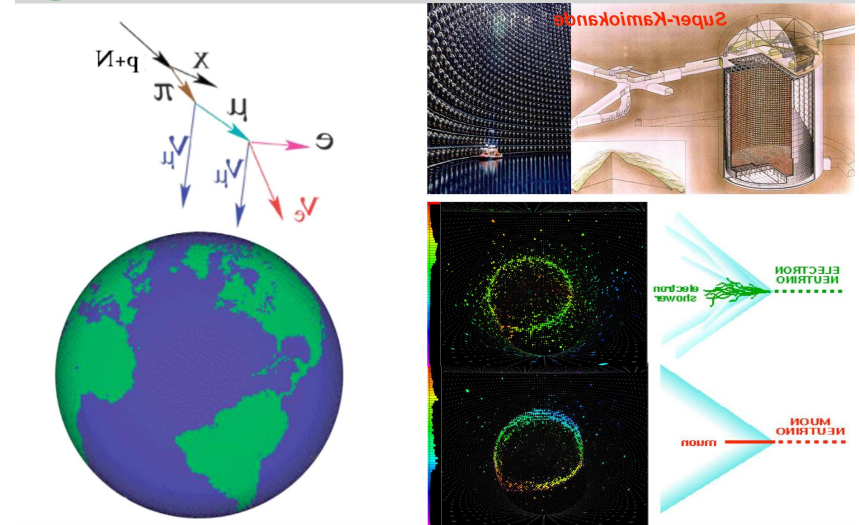 Super-Kamiokande
p+N
X
π
μ
e
νμ
νμ
νe
ELECTRON
NEUTRINO
electron
shower
MUON
NEUTRINO
muon